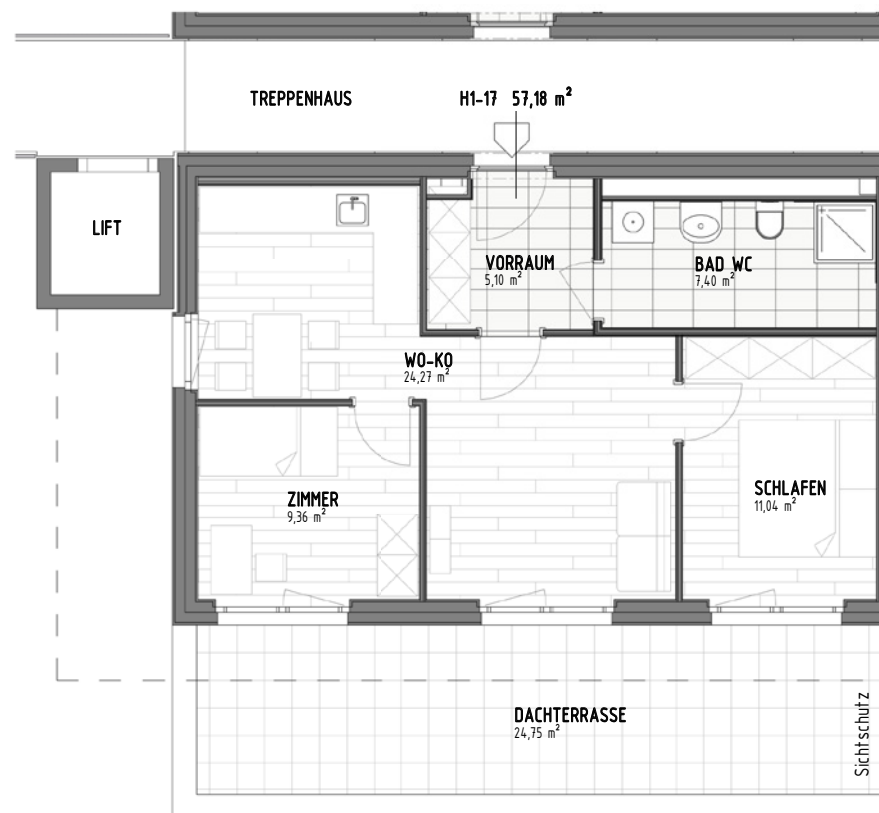 TREPPENHAUS
H1-17 57,18 m²
LIFT
VORRAUM
5,10 m²
BAD WC
7,40 m²
WO-KO
24,27 m²
ZIMMER
9,36 m²
SCHLAFEN
11,04 m²
DACHTERRASSE
24,75 m²
Sichtschutz